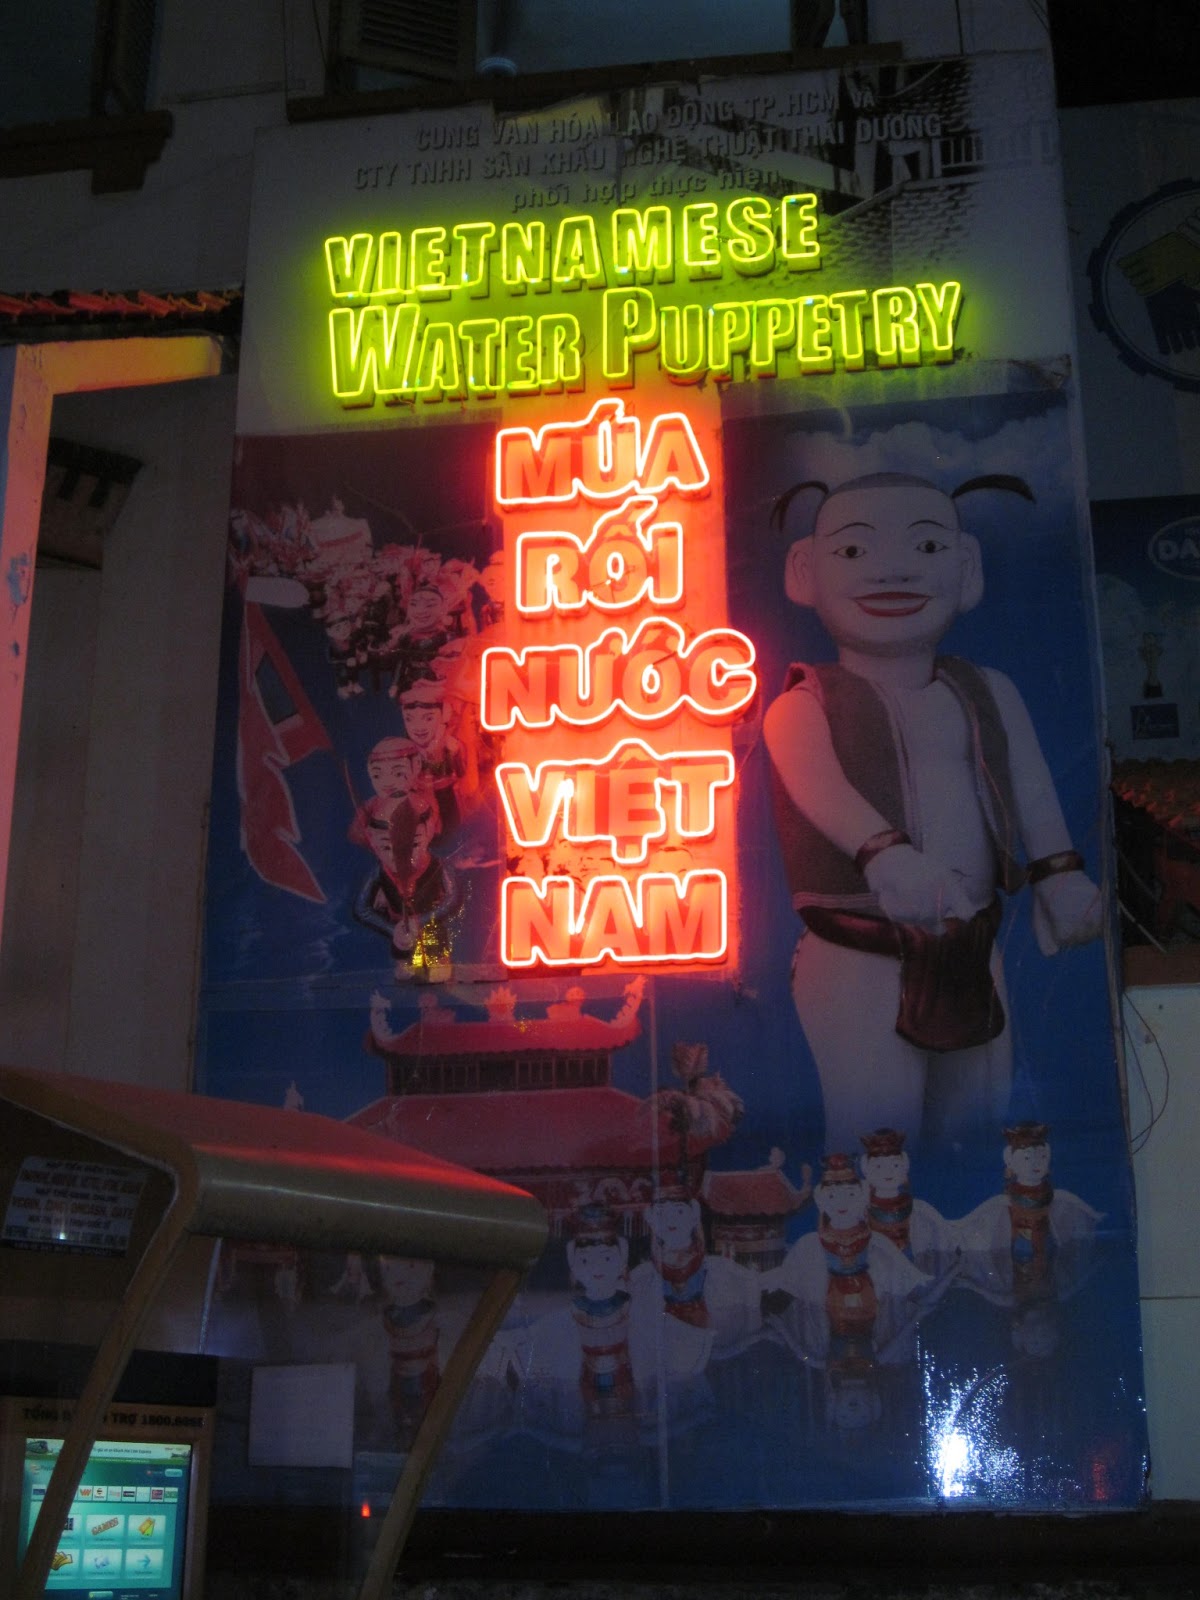 CUNG VĂN HÓA LAO ĐỘNG TP.HCM VÀ
CTY TNHH SÂN KHẤU NGHỆ THUẬT THÁI DƯƠNG
phối hợp thực hiện
VIETNAMESE
WATER PUPPETRY
MÚA
RỐI
NƯỚC
VIỆT
NAM
GAMES